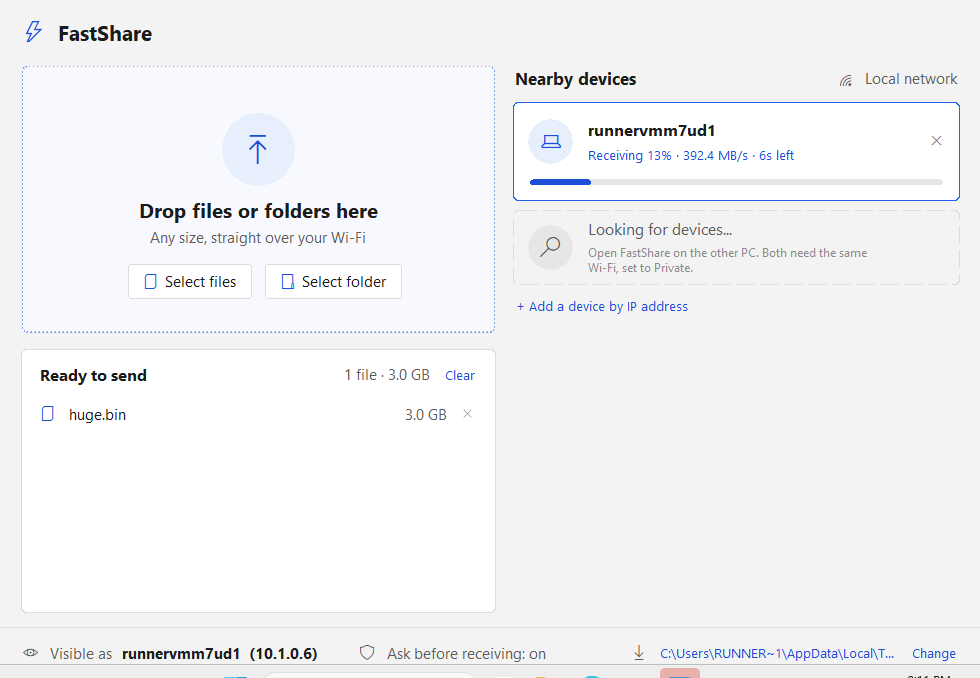 FastShare
Drop files or folders here
Any size, straight over your Wi-Fi
Select files
Select folder
Nearby devices
Local network
runnervmm7ud1
Receiving 13% · 392.4 MB/s · 6s left
Looking for devices...
Open FastShare on the other PC. Both need the same
Wi-Fi, set to Private.
+ Add a device by IP address
Ready to send
1 file · 3.0 GB
Clear
huge.bin
3.0 GB
Visible as runnervmm7ud1 (10.1.0.6)
Ask before receiving: on
C:\Users\RUNNER~1\AppData\Local\T...
Change